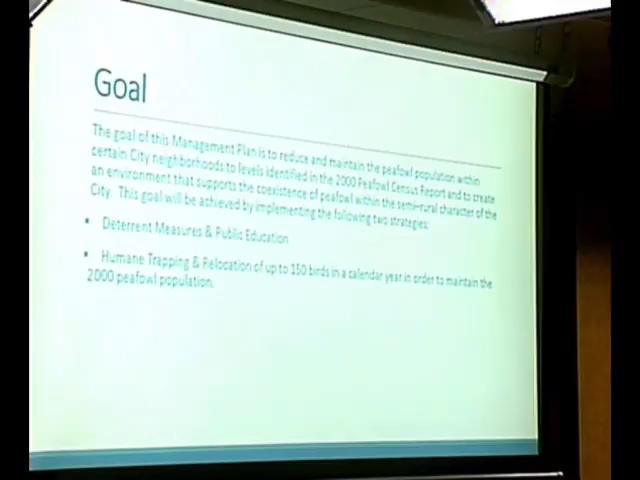 Goal
The goal of this Management Plan is to reduce and maintain the peafowl population within
certain City neighborhoods to levels identified in the 2000 Peafowl Census Report and to create
an environment that supports the coexistence of peafowl within the semi-rural character of the
City. This goal will be achieved by implementing the following two strategies:
• Deterrent Measures & Public Education
• Humane Trapping & Relocation of up to 150 birds in a calendar year in order to maintain the
2000 peafowl population.